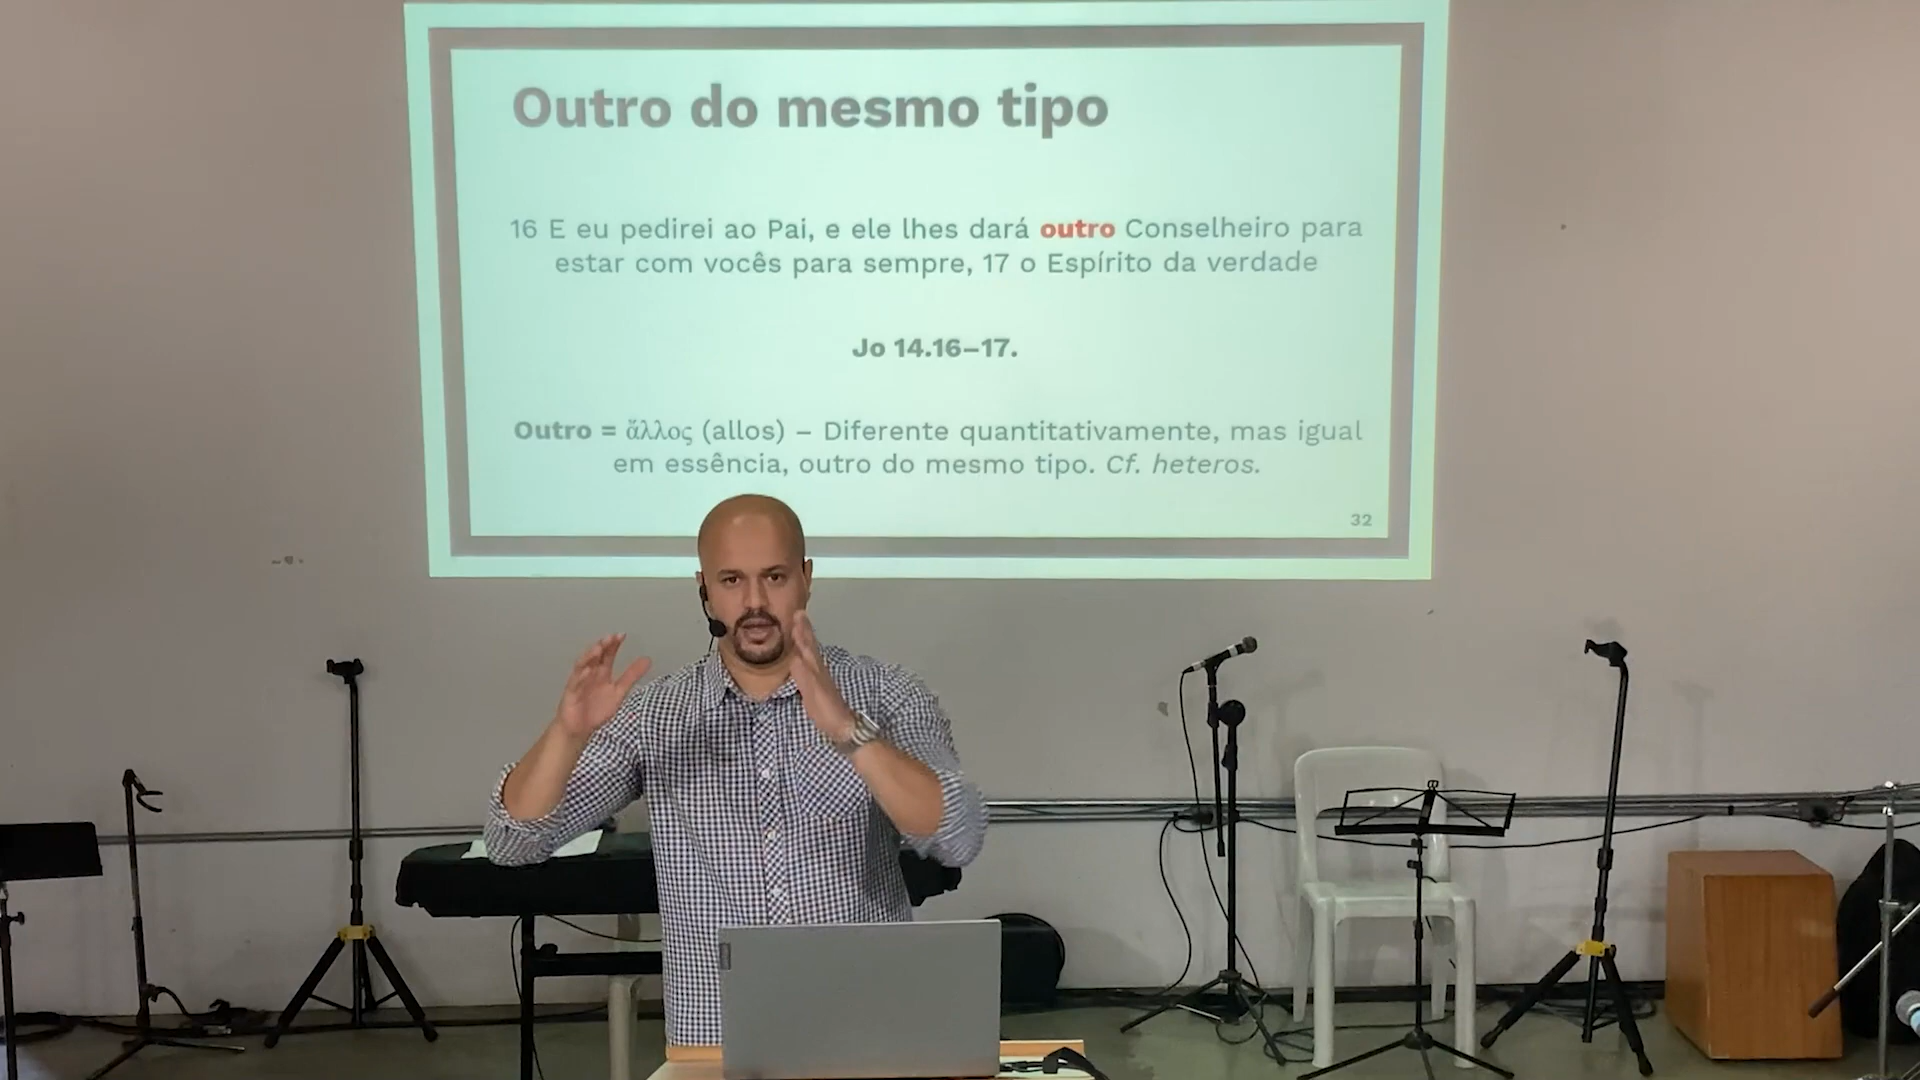 Outro do mesmo tipo
16 E eu pedirei ao Pai, e ele lhes dará outro Conselheiro para
estar com vocês para sempre, 17 o Espírito da verdade
Jo 14.16–17.
Outro = ἄλλος (allos) – Diferente quantitativamente, mas igual
em essência, outro do mesmo tipo. Cf. heteros.
32